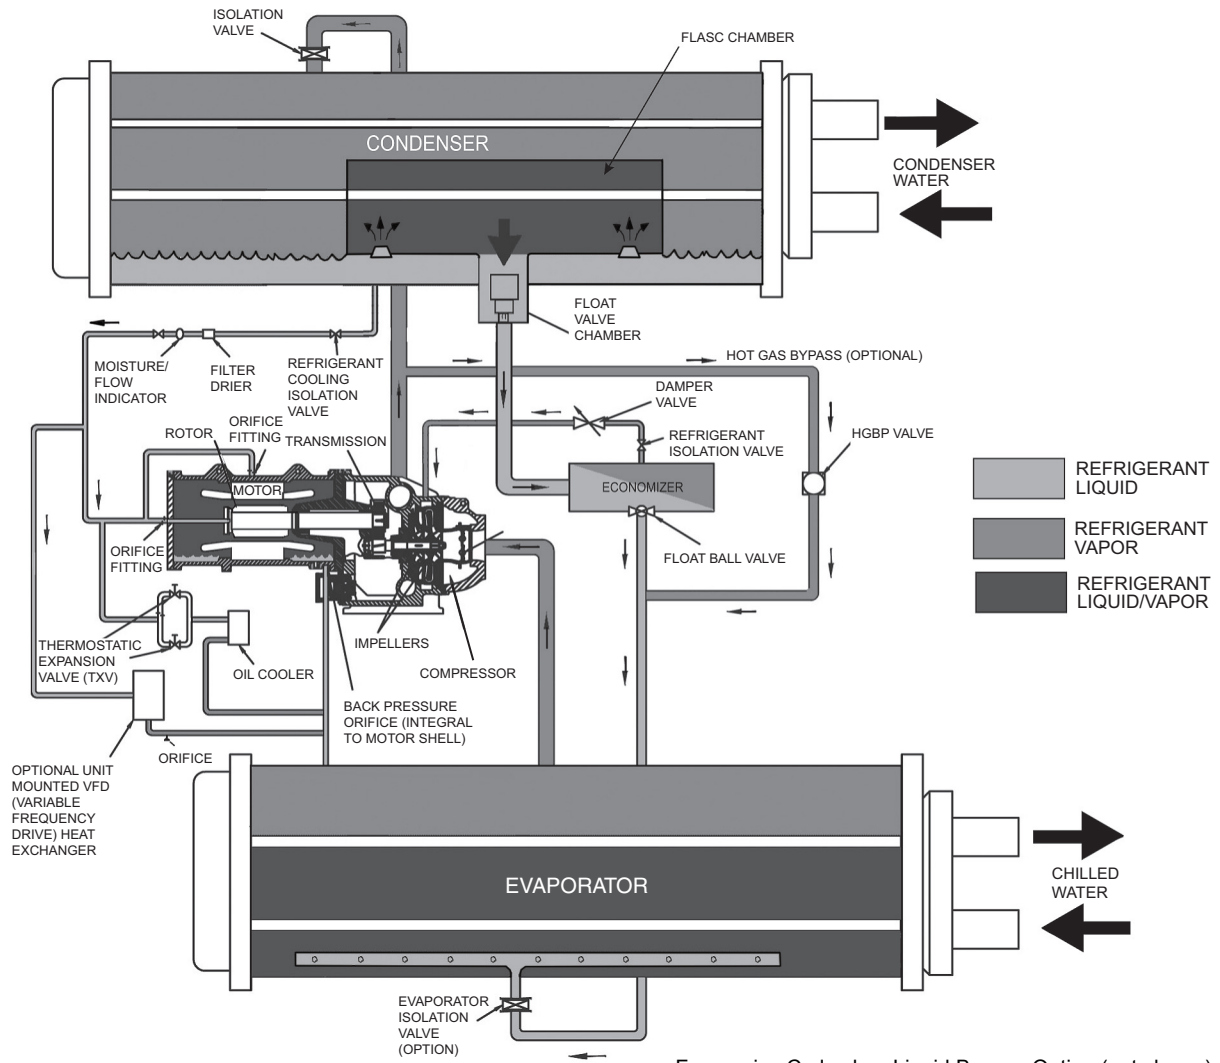 ISOLATION
VALVE
FLASC CHAMBER
CONDENSER
CONDENSER
WATER
FLOAT
VALVE
CHAMBER
MOISTURE/
FLOW
INDICATOR
FILTER
DRIER
REFRIGERANT
COOLING
ISOLATION
VALVE
HOT GAS BYPASS (OPTIONAL)
DAMPER
VALVE
ORIFICE
FITTING
ROTOR
TRANSMISSION
REFRIGERANT
ISOLATION VALVE
HGBP VALVE
MOTOR
ECONOMIZER
REFRIGERANT
LIQUID
REFRIGERANT
VAPOR
REFRIGERANT
LIQUID/VAPOR
ORIFICE
FITTING
FLOAT BALL VALVE
THERMOSTATIC
EXPANSION
VALVE (TXV)
OIL COOLER
IMPELLERS
COMPRESSOR
BACK PRESSURE
ORIFICE (INTEGRAL
TO MOTOR SHELL)
ORIFICE
OPTIONAL UNIT
MOUNTED VFD
(VARIABLE
FREQUENCY
DRIVE) HEAT
EXCHANGER
EVAPORATOR
CHILLED
WATER
EVAPORATOR
ISOLATION
VALVE
(OPTION)